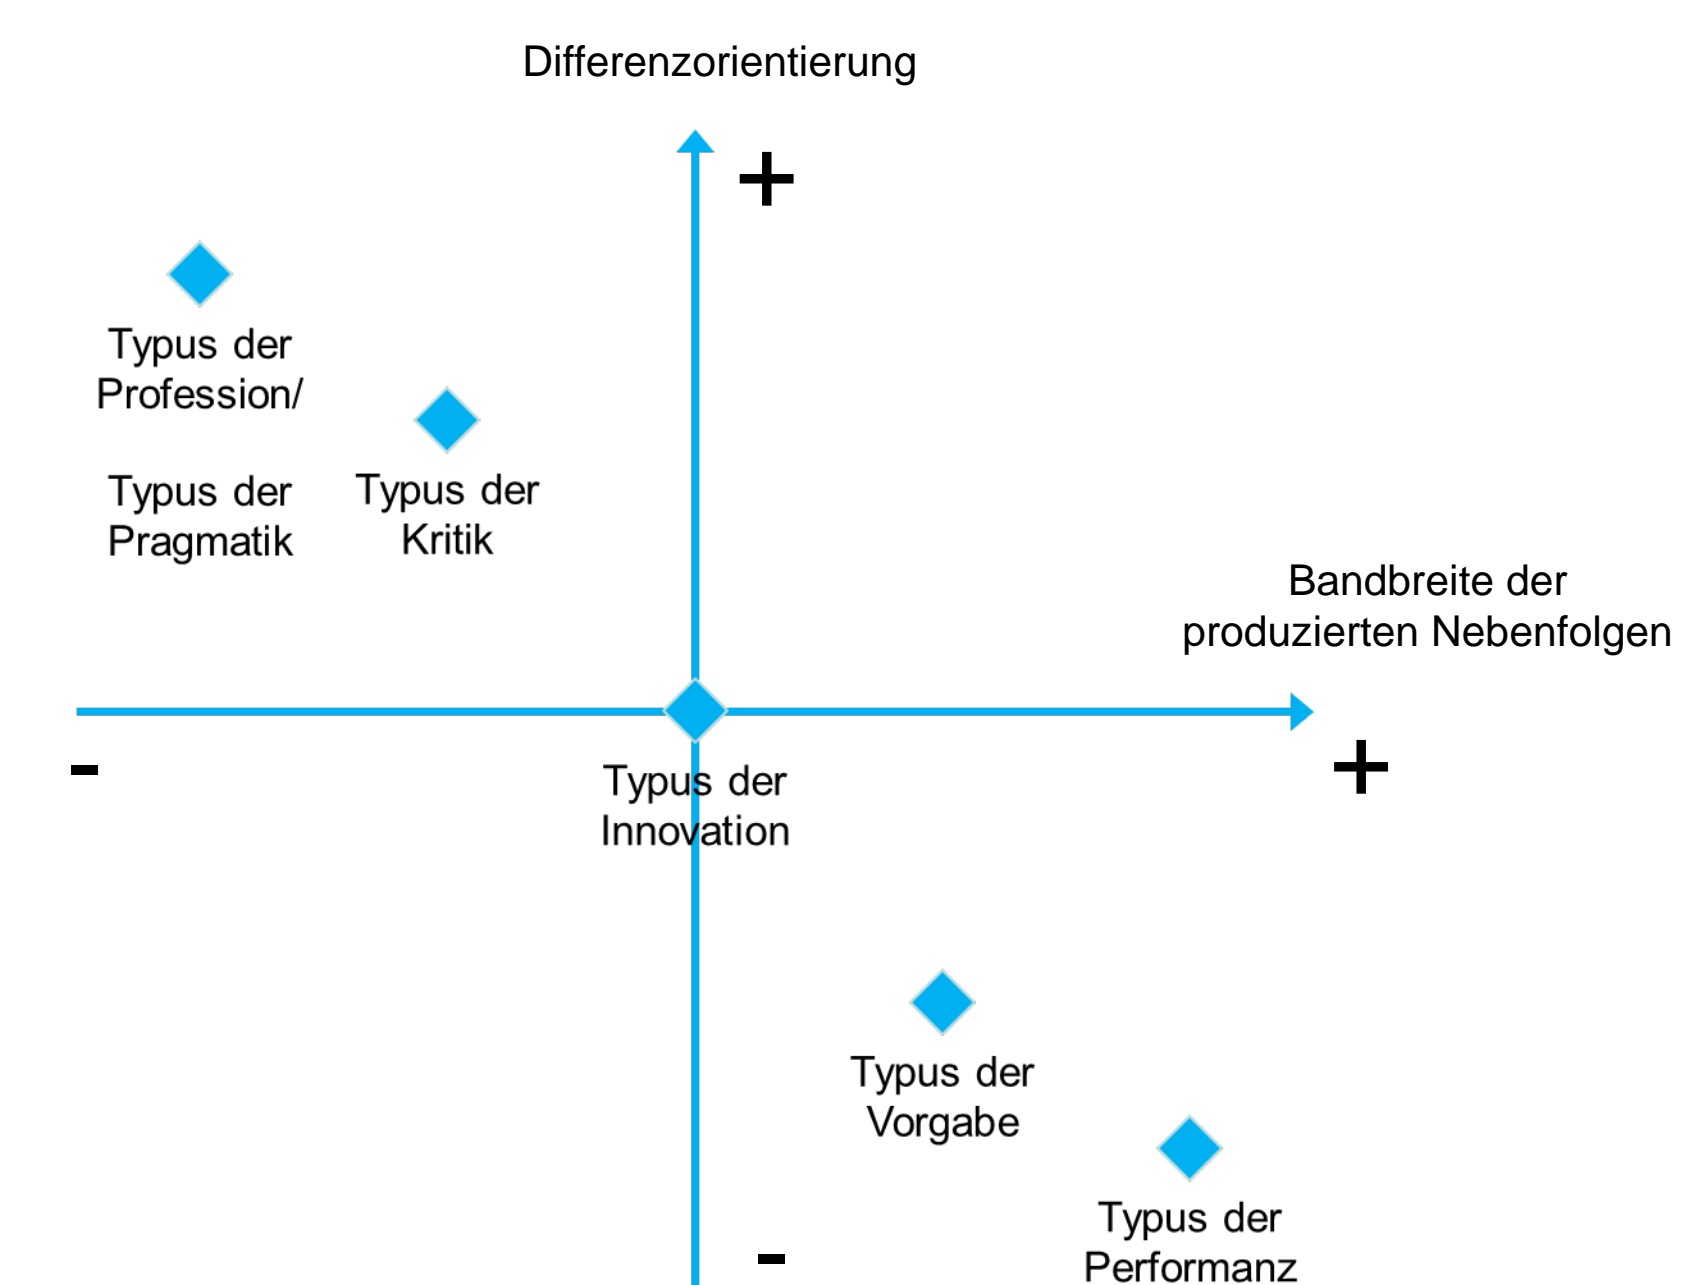 Differenzorientierung
+
Typus der
Profession/
Typus der
Pragmatik
Typus der
Kritik
Bandbreite der
produzierten Nebenfolgen
-
+
Typus der
Innovation
Typus der
Vorgabe
Typus der
Performanz
-